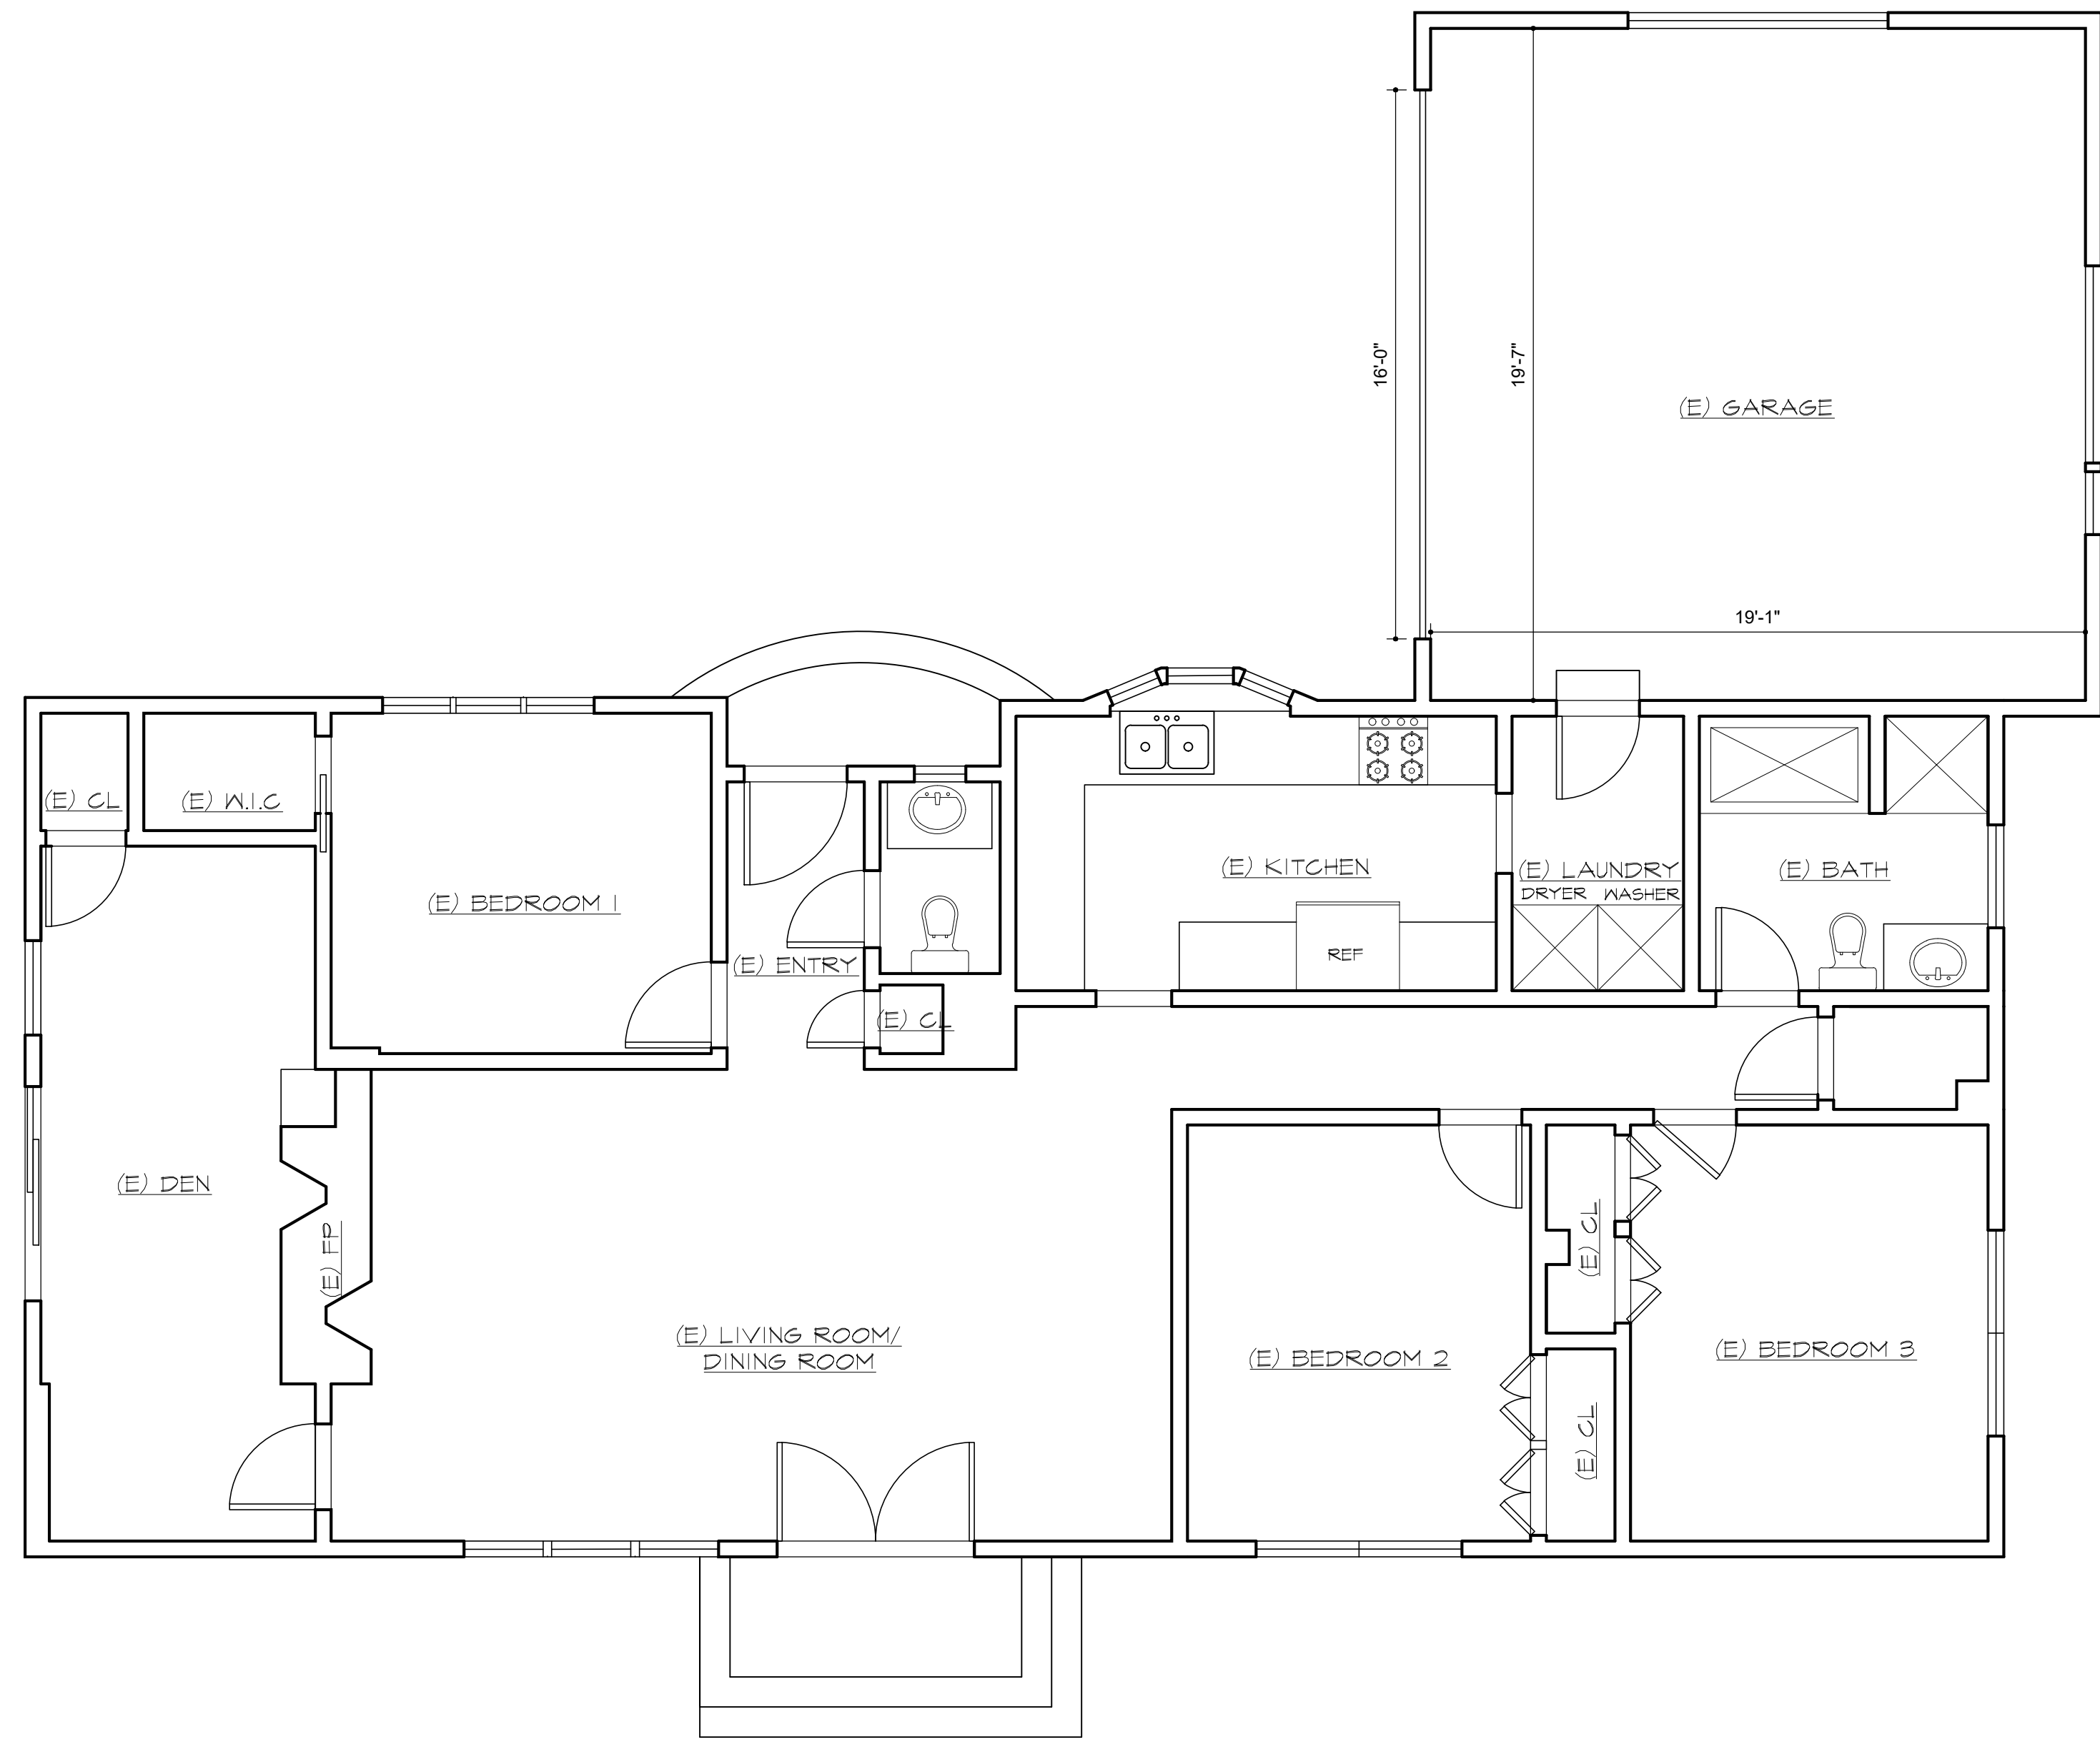 16'-0"
19'-7"
(E) GARAGE
19'-1"
(E) CL
(E) W.I.C
(E) BEDROOM 1
(E) ENTRY
(E) CL
(E) KITCHEN
REF
(E) LAUNDRY
DRYER WASHER
(E) BATH
(E) DEN
(E) FP
(E) LIVING ROOM/
DINING ROOM
(E) BEDROOM 2
(E) CL
(E) CL
(E) BEDROOM 3